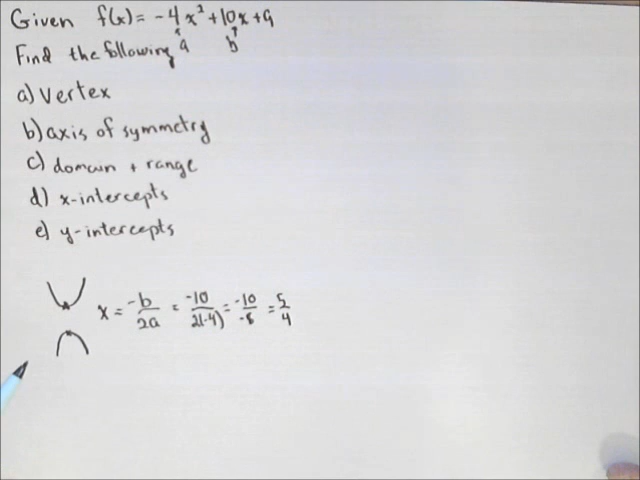 Given f(x) = -4x² + 10x + 9
a b
Find the following
a) Vertex
b) axis of symmetry
c) domain + range
d) x-intercepts
e) y-intercepts
x = -b/2a = -10/2(-4) = -10/-8 = 5/4